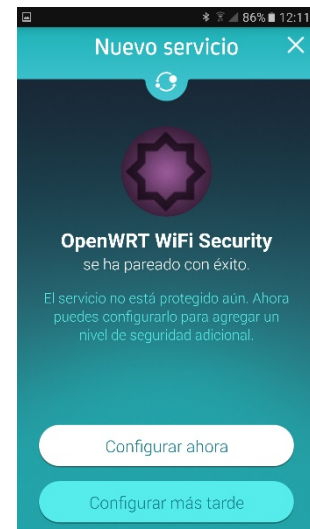 86% 12:11
Nuevo servicio
OpenWRT WiFi Security
se ha pareado con éxito.
El servicio no está protegido aún. Ahora
puedes configurarlo para agregar un
nivel de seguridad adicional.
Configurar ahora
Configurar más tarde